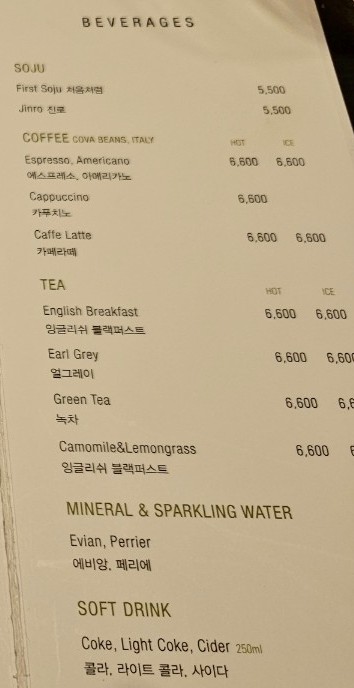 BEVERAGES
SOJU
First Soju 처음처럼 5,500
Jinro 진로 5,500
COFFEE COVA BEANS, ITALY HOT ICE
Espresso, Americano 6,600 6,600
에스프레소, 아메리카노
Cappuccino 6,600
카푸치노
Caffe Latte 6,600 6,600
카페라떼
TEA HOT ICE
English Breakfast 6,600 6,600
잉글리쉬 블랙퍼스트
Earl Grey 6,600 6,600
얼그레이
Green Tea 6,600
녹차
Camomile&Lemongrass 6,600
잉글리쉬 블랙퍼스트
MINERAL & SPARKLING WATER
Evian, Perrier
에비앙, 페리에
SOFT DRINK
Coke, Light Coke, Cider 250ml
콜라, 라이트 콜라, 사이다